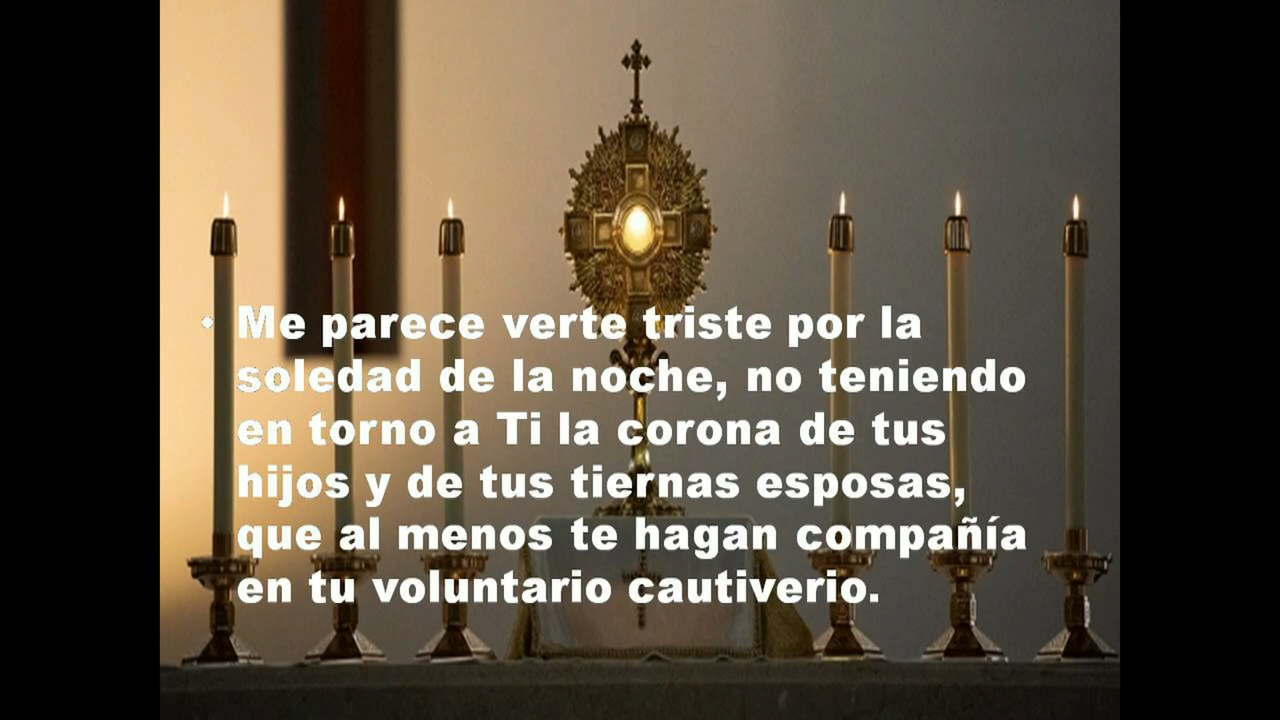 • Me parece verte triste por la
soledad de la noche, no teniendo
en torno a Ti la corona de tus
hijos y de tus tiernas esposas,
que al menos te hagan compañía
en tu voluntario cautiverio.